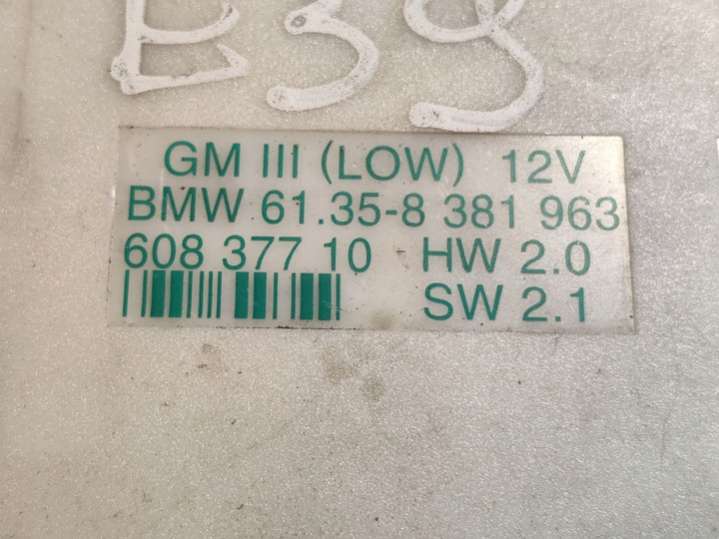 E39
GM III (LOW) 12V
BMW 61.35-8 381 963
608 377 10 HW 2.0
SW 2.1